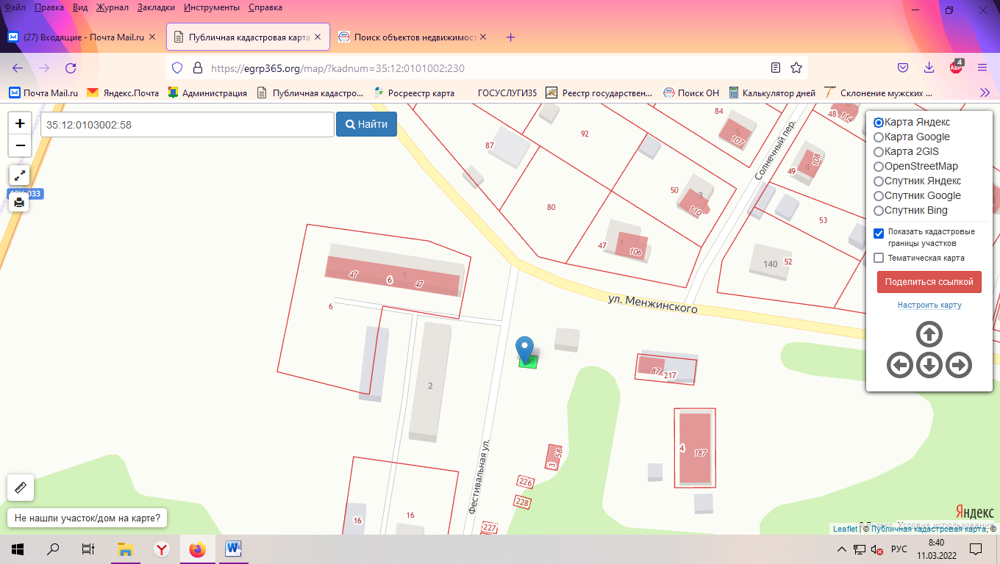 Файл Правка Вид Журнал Закладки Инструменты Справка
(27) Входящие - Почта Mail.ru
Публичная кадастровая карта
Поиск объектов недвижимост
https://egrp365.org/map/?kadnum=35:12:0101002:230
4
ABP
Почта Mail.ru Яндекс.Почта Администрация Публичная кадастро... Росреестр карта ГОСУСЛУГИ35 Реестр государствен... Поиск ОН Калькулятор дней Склонение мужских ...
+
−
35:12:0103002:58
Найти
Карта Яндекс
Карта Google
Карта 2GIS
OpenStreetMap
Спутник Яндекс
Спутник Google
Спутник Bing
Показать кадастровые
границы участков
Тематическая карта
Поделиться ссылкой
Настроить карту
84
48
114
92
5
107
87
Солнечный пер.
108
4
49
50
3
110
80
53
47
1
106
140
52
47
6
1
47
6
ул. Менжинского
2
87
217
4
187
58
3
226
228
227
Фестивальная ул.
16
16
Не нашли участок/дом на карте?
Яндекс
© Яндекс Условия использования
Leaflet | © Публичная кадастровая карта, ©
РУС
8:40
11.03.2022